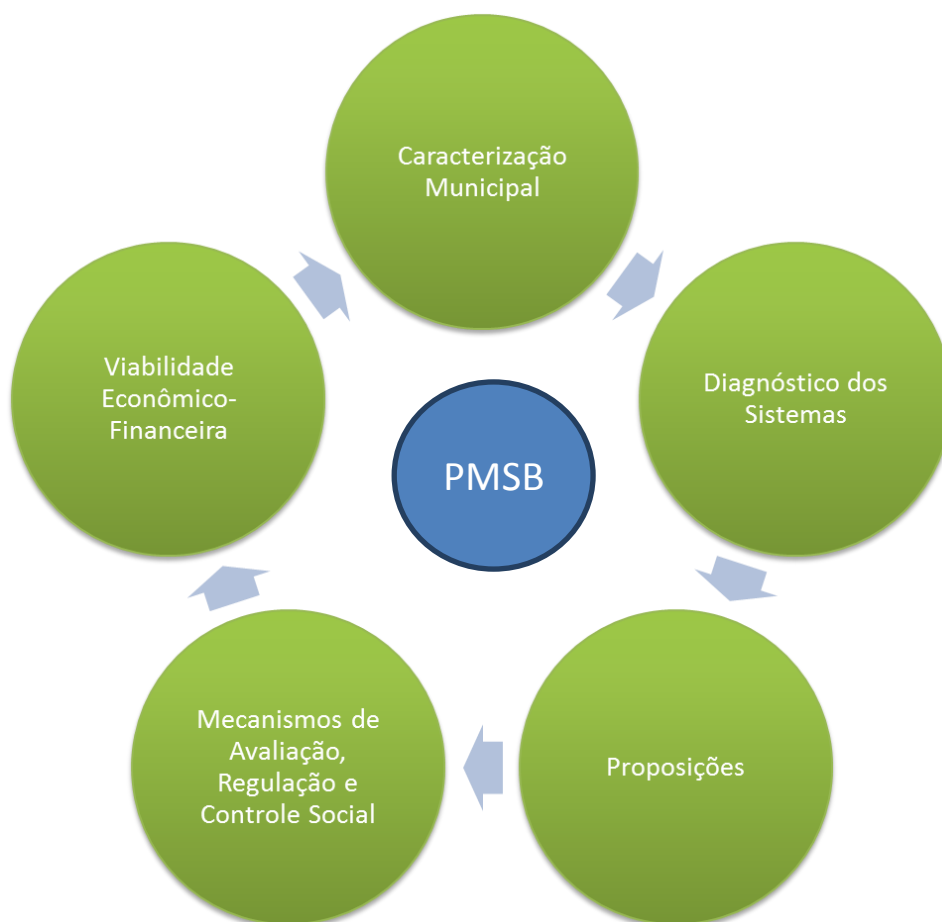 Caracterização
Municipal
Diagnóstico dos
Sistemas
Proposições
Mecanismos de
Avaliação,
Regulação e
Controle Social
Viabilidade
Econômico-
Financeira
PMSB